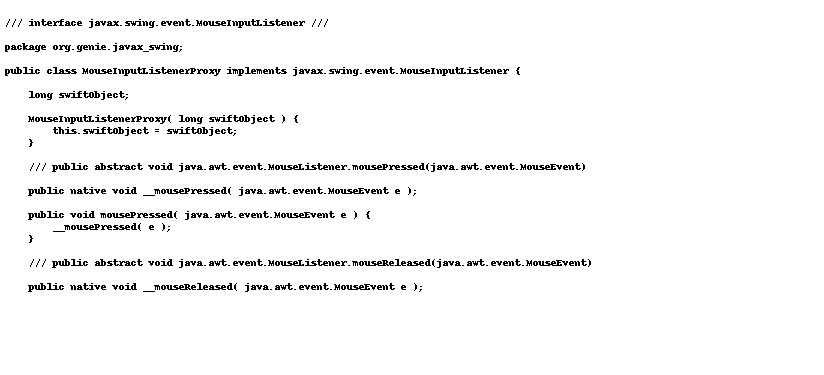 /// interface javax.swing.event.MouseInputListener ///
package org.genie.javax_swing;
public class MouseInputListenerProxy implements javax.swing.event.MouseInputListener {
long swiftObject;
MouseInputListenerProxy( long swiftObject ) {
this.swiftObject = swiftObject;
}
/// public abstract void java.awt.event.MouseListener.mousePressed(java.awt.event.MouseEvent)
public native void __mousePressed( java.awt.event.MouseEvent e );
public void mousePressed( java.awt.event.MouseEvent e ) {
__mousePressed( e );
}
/// public abstract void java.awt.event.MouseListener.mouseReleased(java.awt.event.MouseEvent)
public native void __mouseReleased( java.awt.event.MouseEvent e );